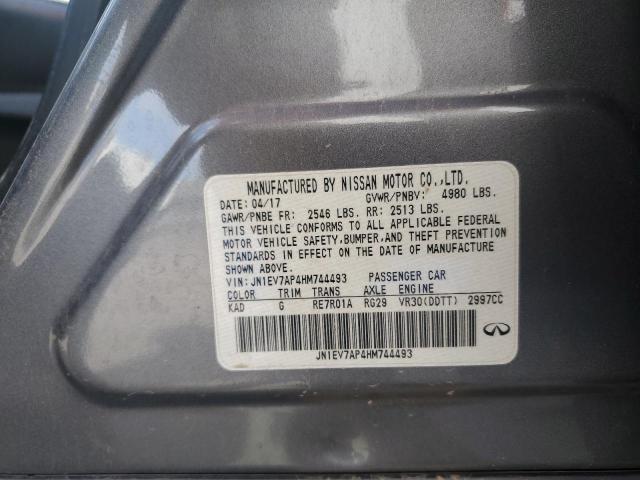 MANUFACTURED BY NISSAN MOTOR CO.,LTD.
DATE: 04/17 GVWR/PNBV: 4980 LBS.
GAWR/PNBE FR: 2546 LBS. RR: 2513 LBS.
THIS VEHICLE CONFORMS TO ALL APPLICABLE FEDERAL
MOTOR VEHICLE SAFETY,BUMPER,AND THEFT PREVENTION
STANDARDS IN EFFECT ON THE DATE OF MANUFACTURE
SHOWN ABOVE.
VIN: JN1EV7AP4HM744493 PASSENGER CAR
COLOR TRIM TRANS AXLE ENGINE
KAD G RE7R01A RG29 VR30(DDTT) 2997CC
JN1EV7AP4HM744493